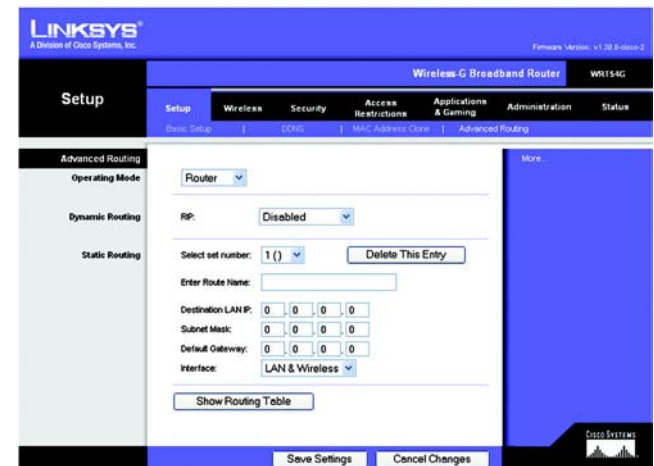 LINKSYS®
A Division of Cisco Systems, Inc.
Firmware Version: v1.30.8-cisco-2
Wireless-G Broadband Router WRT54G
Setup
Setup Wireless Security Access Restrictions Applications & Gaming Administration Status
Basic Setup | DDNS | MAC Address Clone | Advanced Routing
Advanced Routing
More...
Operating Mode Router
Dynamic Routing RIP: Disabled
Static Routing Select set number: 1 () Delete This Entry
Enter Route Name:
Destination LAN IP: 0 . 0 . 0 . 0
Subnet Mask: 0 . 0 . 0 . 0
Default Gateway: 0 . 0 . 0 . 0
Interface: LAN & Wireless
Show Routing Table
CISCO SYSTEMS
Save Settings Cancel Changes